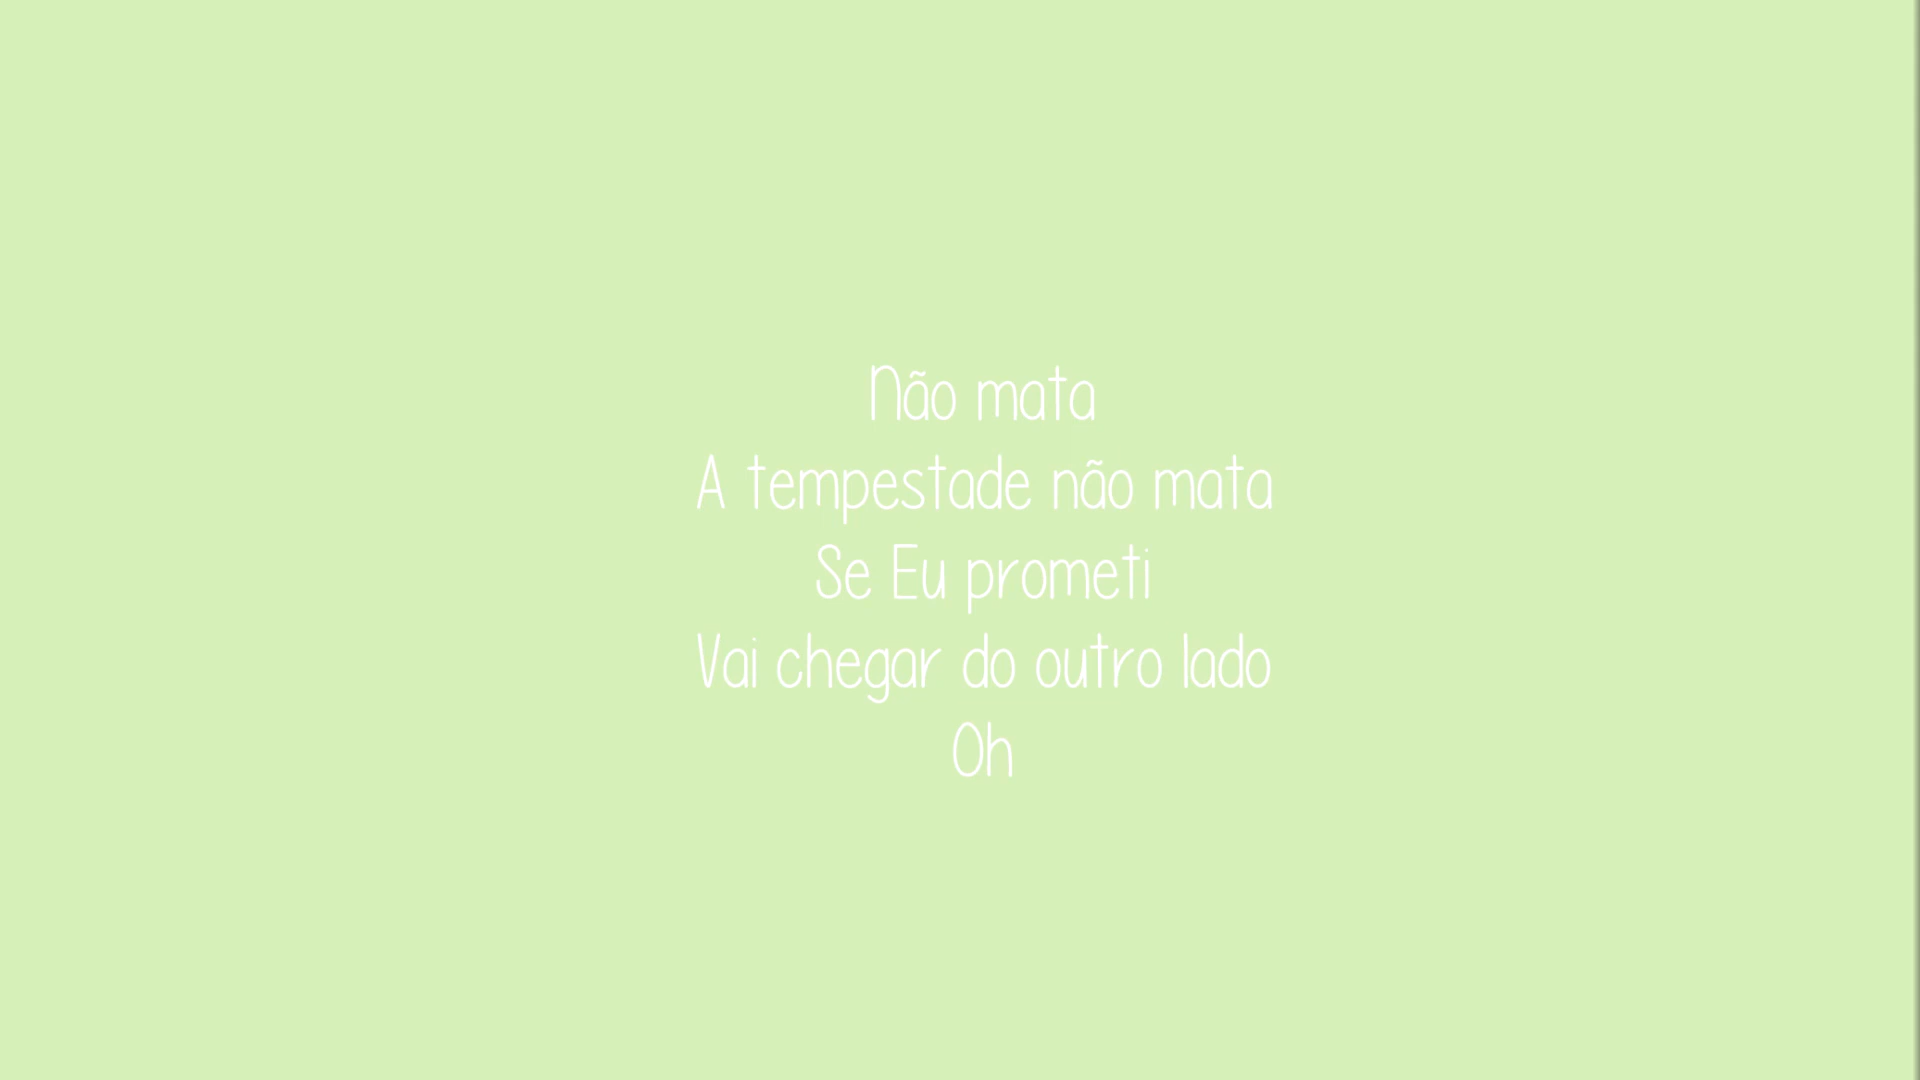 Não mata
A tempestade não mata
Se Eu prometi
Vai chegar do outro lado
Oh